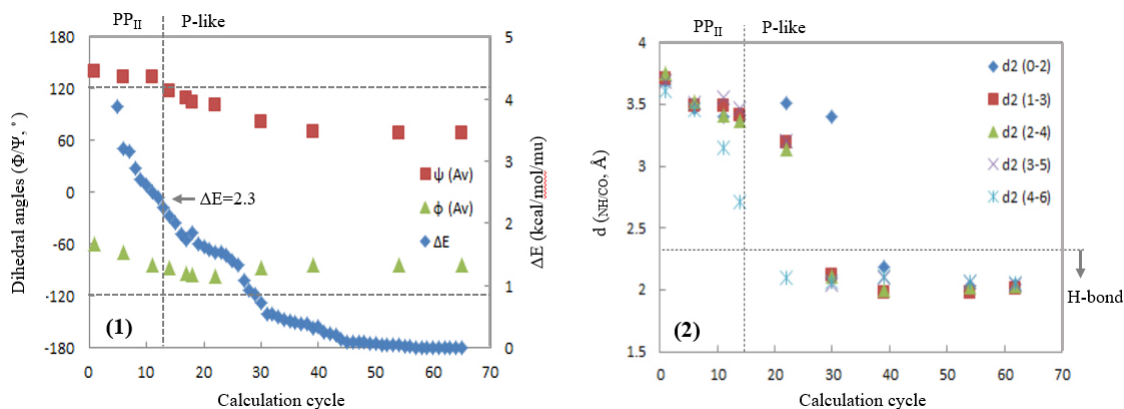 PP_II P-like
Dihedral angles (Φ/Ψ, °)
180
120
60
0
-60
-120
-180
5
4
3
2
1
0
ΔE (kcal/mol/mu)
ψ (Av)
ϕ (Av)
ΔE
ΔE=2.3
(1)
0 10 20 30 40 50 60 70
Calculation cycle
PP_II P-like
d (NH/CO, Å)
4
3.5
3
2.5
2
1.5
d2 (0-2)
d2 (1-3)
d2 (2-4)
d2 (3-5)
d2 (4-6)
H-bond
(2)
0 10 20 30 40 50 60 70
Calculation cycle